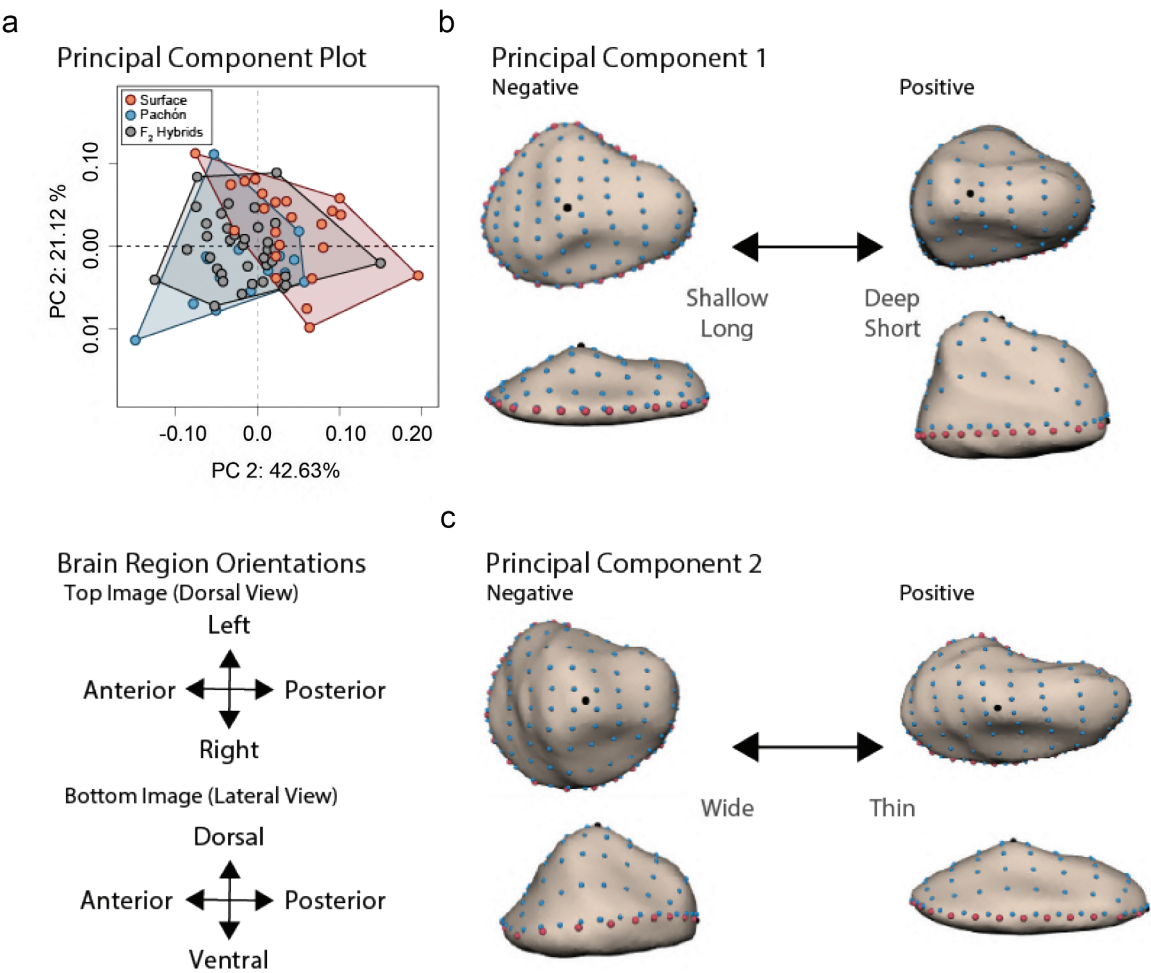 a
Principal Component Plot
Surface
Pachón
F2 Hybrids
0.10
0.00
0.01
PC 2: 21.12 %
-0.10
0.0
0.10
0.20
PC 2: 42.63%
b
Principal Component 1
Negative
Positive
Shallow
Long
Deep
Short
Brain Region Orientations
Top Image (Dorsal View)
Left
Anterior
Posterior
Right
Bottom Image (Lateral View)
Dorsal
Anterior
Posterior
Ventral
c
Principal Component 2
Negative
Positive
Wide
Thin